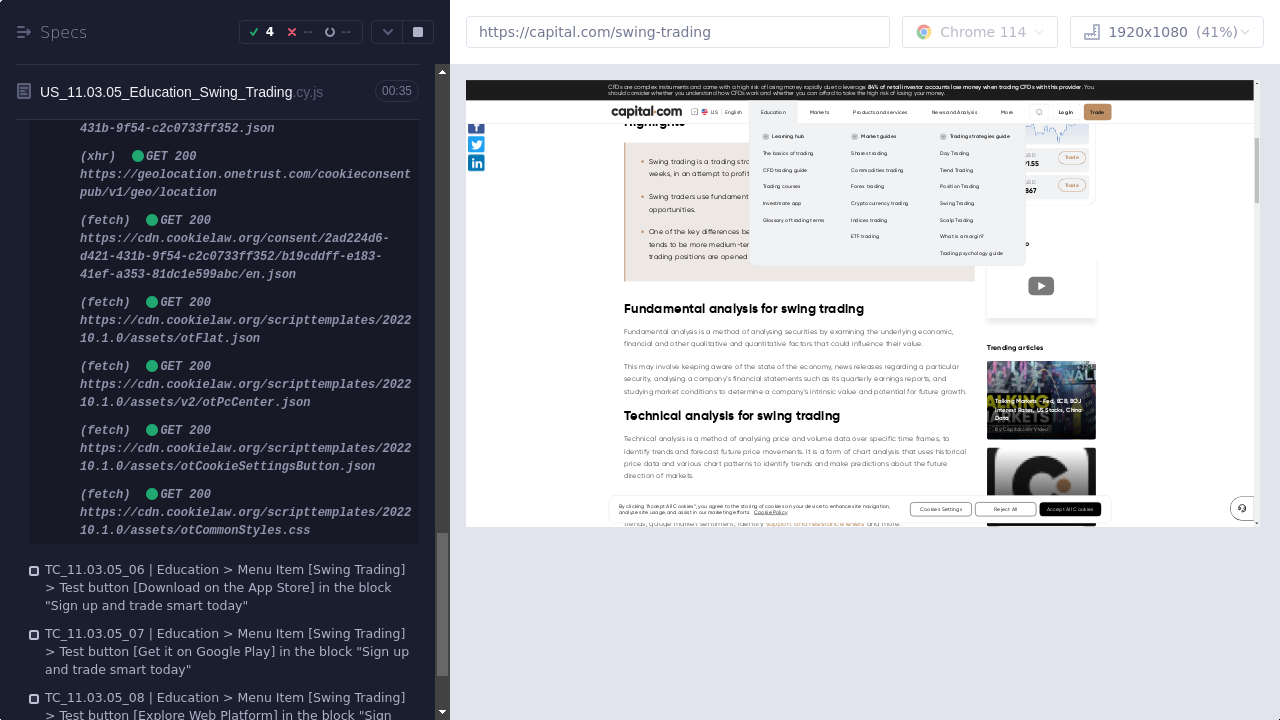 Specs
4
--
--
US_11.03.05_Education_Swing_Trading.cy.js
00:35
431b-9f54-c2c0733ff352.json
(xhr) GET 200
https://geolocation.onetrust.com/cookieconsent
pub/v1/geo/location
(fetch) GET 200
https://cdn.cookielaw.org/consent/2ad224d6-
d421-431b-9f54-c2c0733ff352/b19cddff-e183-
41ef-a353-81dc1e599abc/en.json
(fetch) GET 200
https://cdn.cookielaw.org/scripttemplates/2022
10.1.0/assets/otFlat.json
(fetch) GET 200
https://cdn.cookielaw.org/scripttemplates/2022
10.1.0/assets/v2/otPcCenter.json
(fetch) GET 200
https://cdn.cookielaw.org/scripttemplates/2022
10.1.0/assets/otCookieSettingsButton.json
(fetch) GET 200
https://cdn.cookielaw.org/scripttemplates/2022
10.1.0/assets/otCommonStyles.css
TC_11.03.05_06 | Education > Menu Item [Swing Trading]
> Test button [Download on the App Store] in the block
"Sign up and trade smart today"
TC_11.03.05_07 | Education > Menu Item [Swing Trading]
> Test button [Get it on Google Play] in the block "Sign up
and trade smart today"
TC_11.03.05_08 | Education > Menu Item [Swing Trading]
> Test button [Explore Web Platform] in the block "Sign
https://capital.com/swing-trading
Chrome 114
1920x1080 (41%)
CFDs are complex instruments and come with a high risk of losing money rapidly due to leverage. 84% of retail investor accounts lose money when trading CFDs with this provider. You
should consider whether you understand how CFDs work and whether you can afford to take the high risk of losing your money.
capital.com
US
English
Education
Markets
Products and services
News and Analysis
More
Log In
Trade
Highlights
Learning hub
The basics of trading
CFD trading guide
Trading courses
Investmate app
Glossary of trading terms
Market guides
Shares trading
Commodities trading
Forex trading
Cryptocurrency trading
Indices trading
ETF trading
Trading strategies guide
Day Trading
Trend Trading
Position Trading
Swing Trading
Scalp Trading
What is a margin?
Trading psychology guide
Swing trading is a trading
weeks, in an attempt to profit
Swing traders use
opportunities.
One of the key differences
tends to be more
trading positions are opened
Trade
Trade
Fundamental analysis for swing trading
Fundamental analysis is a method of analysing securities by examining the underlying economic,
financial and other qualitative and quantitative factors that could influence their value.
This may involve keeping aware of the state of the economy, news releases regarding a particular
security, analysing a company's financial statements such as its quarterly earnings reports, and
studying market conditions to determine a company's intrinsic value and potential for future growth.
Technical analysis for swing trading
Technical analysis is a method of analysing price and volume data over specific time frames, to
identify trends and forecast future price movements. It is a form of chart analysis that uses historical
price data and various chart patterns to identify trends and make predictions about the future
direction of markets.
trends, gauge market sentiment, identify support and resistance levels and more.
Trending articles
Talking Markets - Fed, ECB, BOJ
Interest Rates, US Stocks, China
Data
By Capital.com Video
By clicking "Accept All Cookies", you agree to the storing of cookies on your device to enhance site navigation,
analyze site usage, and assist in our marketing efforts. Cookie Policy
Cookies Settings
Reject All
Accept All Cookies